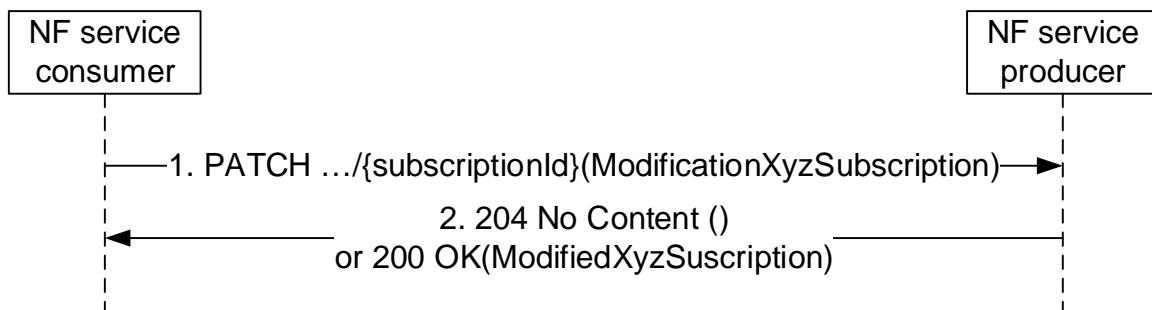 NF service
consumer
NF service
producer
1. PATCH …/{subscriptionId}(ModificationXyzSubscription)
2. 204 No Content ()
or 200 OK(ModifiedXyzSuscription)